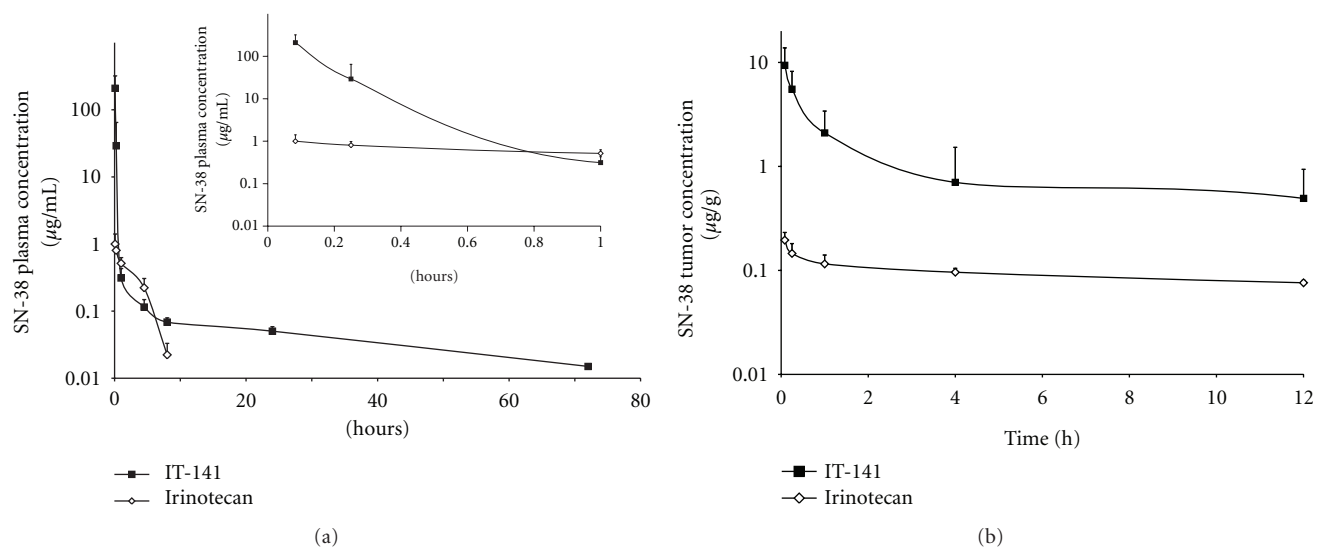 SN-38 plasma concentration
(µg/mL)
100
10
1
0.1
0.01
0
20
40
60
80
(hours)
SN-38 plasma concentration
(µg/mL)
100
10
1
0.1
0.01
0
0.2
0.4
0.6
0.8
1
(hours)
IT-141
Irinotecan
(a)
SN-38 tumor concentration
(µg/g)
10
1
0.1
0.01
0
2
4
6
8
10
12
Time (h)
IT-141
Irinotecan
(b)